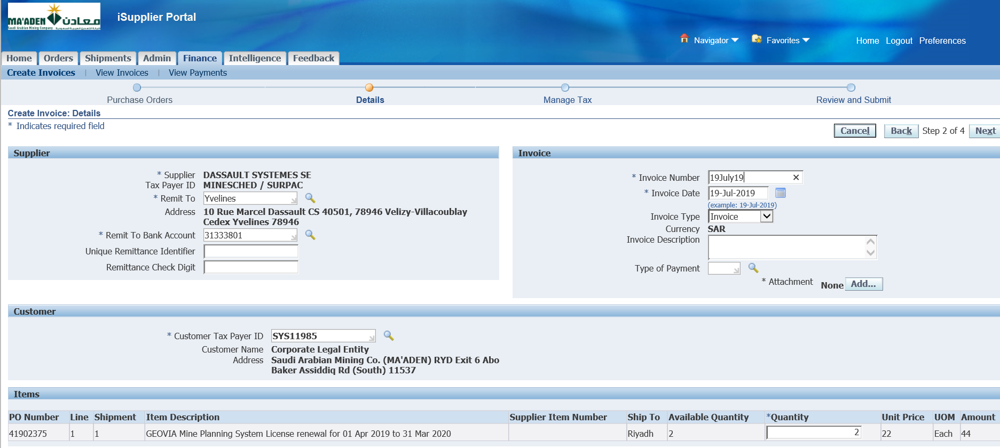 MA'ADEN معادن
Saudi Arabian Mining Company
iSupplier Portal
Navigator Favorites Home Logout Preferences
Home Orders Shipments Admin Finance Intelligence Feedback
Create Invoices | View Invoices | View Payments
Purchase Orders Details Manage Tax Review and Submit
Create Invoice: Details
* Indicates required field
Cancel Back Step 2 of 4 Next
Supplier
* Supplier DASSAULT SYSTEMES SE
Tax Payer ID MINESCHED / SURPAC
* Remit To Yvelines
Address 10 Rue Marcel Dassault CS 40501, 78946 Velizy-Villacoublay
Cedex Yvelines 78946
* Remit To Bank Account 31333801
Unique Remittance Identifier
Remittance Check Digit
Invoice
* Invoice Number 19July19
* Invoice Date 19-Jul-2019
(example: 19-Jul-2019)
Invoice Type Invoice
Currency SAR
Invoice Description
Type of Payment
* Attachment None Add...
Customer
* Customer Tax Payer ID SYS11985
Customer Name Corporate Legal Entity
Address Saudi Arabian Mining Co. (MA'ADEN) RYD Exit 6 Abo
Baker Assiddiq Rd (South) 11537
Items
PO Number Line Shipment Item Description Supplier Item Number Ship To Available Quantity *Quantity Unit Price UOM Amount
41902375 1 1 GEOVIA Mine Planning System License renewal for 01 Apr 2019 to 31 Mar 2020 Riyadh 2 2 22 Each 44